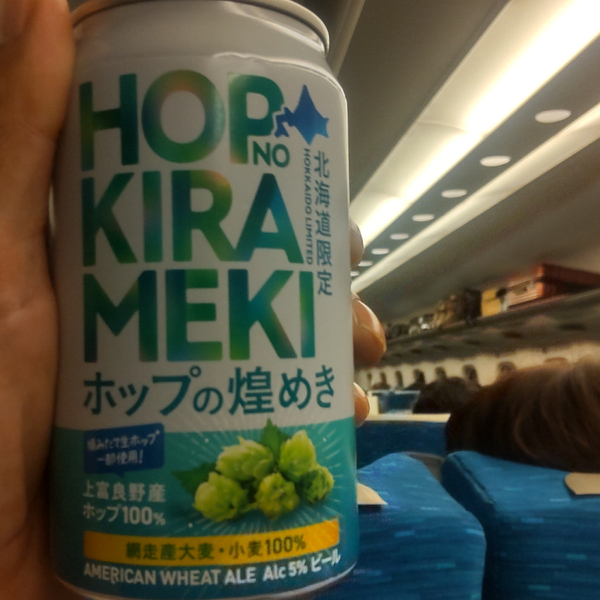 HOP
NO
KIRA
MEKI
北海道限定
HOKKAIDO LIMITED
ホップの煌めき
摘みたて生ホップ
一部使用!
上富良野産
ホップ100%
網走産大麦・小麦100%
AMERICAN WHEAT ALE Alc5% ビール